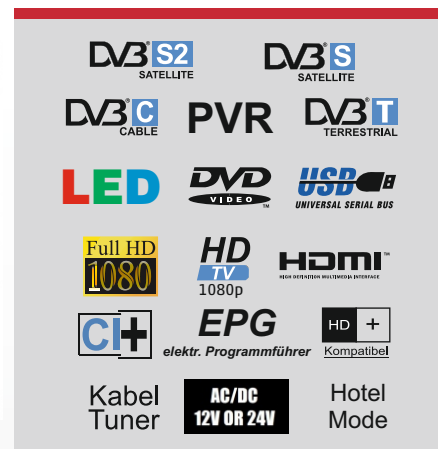 DVB S2
SATELLITE
DVB S
SATELLITE
DVB C
CABLE
PVR
DVB T
TERRESTRIAL
LED
DVD
VIDEO
USB
UNIVERSAL SERIAL BUS
Full HD
1080
HD
TV
1080p
HDMI
HIGH DEFINITION MULTIMEDIA INTERFACE
CI+
EPG
elektr. Programmführer
HD +
Kompatibel
Kabel
Tuner
AC/DC
12V OR 24V
Hotel
Mode